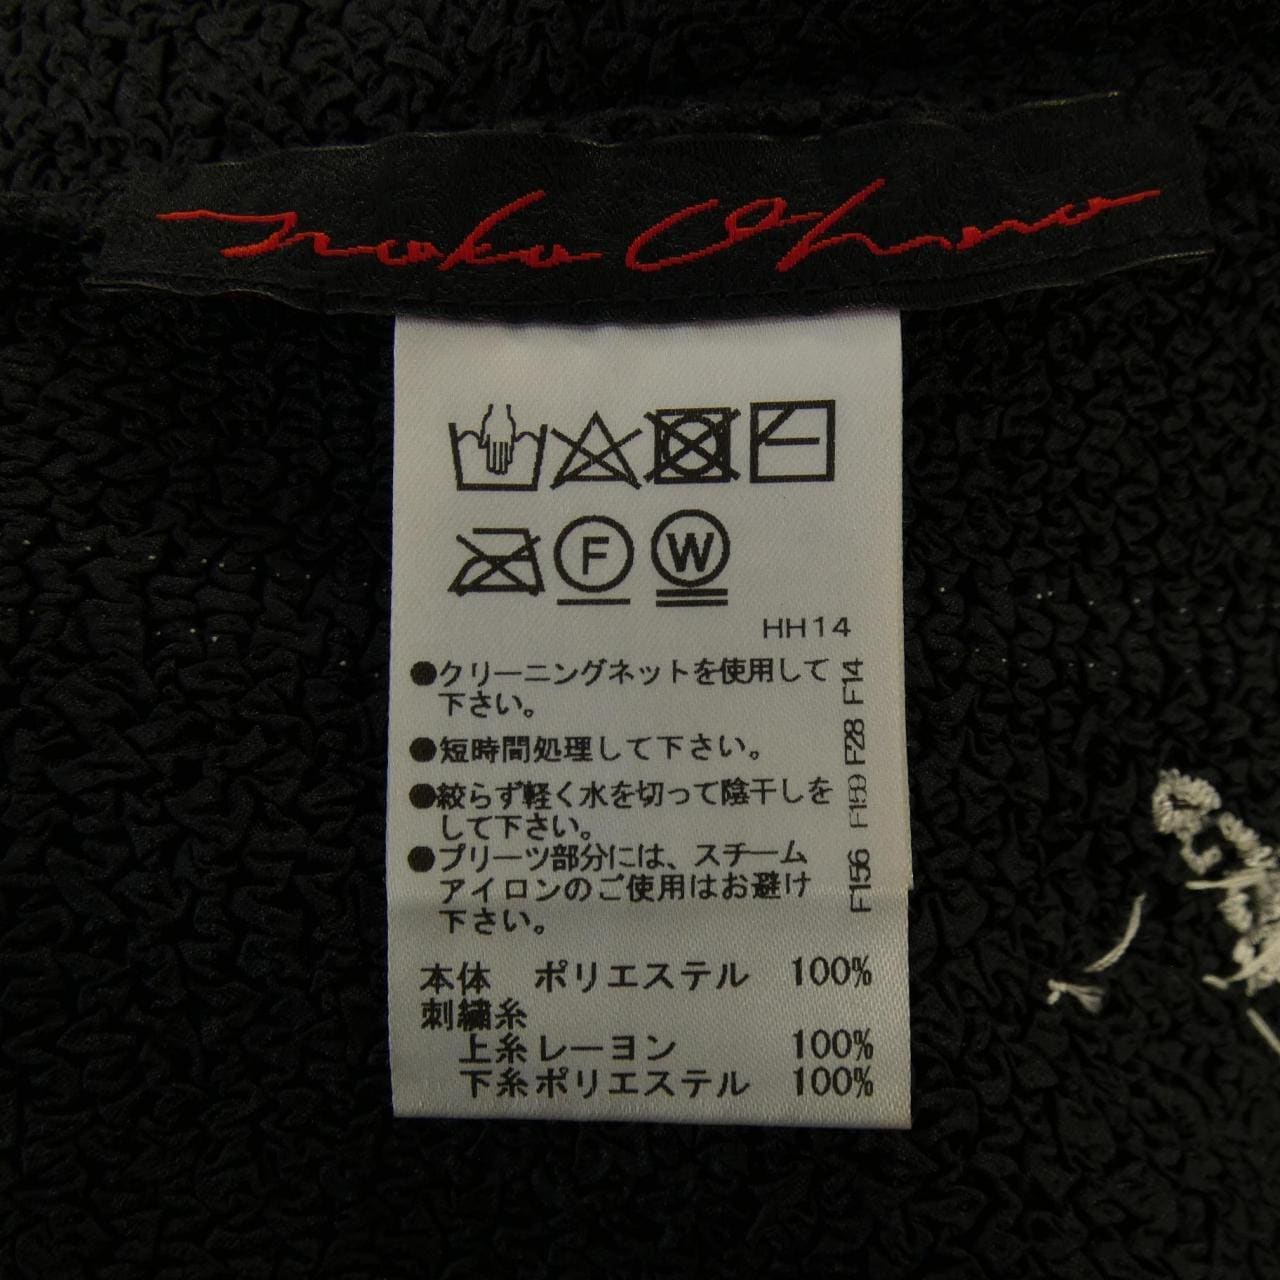 noko Ohno
F
W
HH14
●クリーニングネットを使用して
下さい。
●短時間処理して下さい。
●絞らず軽く水を切って陰干しを
して下さい。
●プリーツ部分には、スチーム
アイロンのご使用はお避け
下さい。
F156 F159 F28 F14
本体 ポリエステル 100%
刺繍糸
上糸レーヨン 100%
下糸ポリエステル 100%